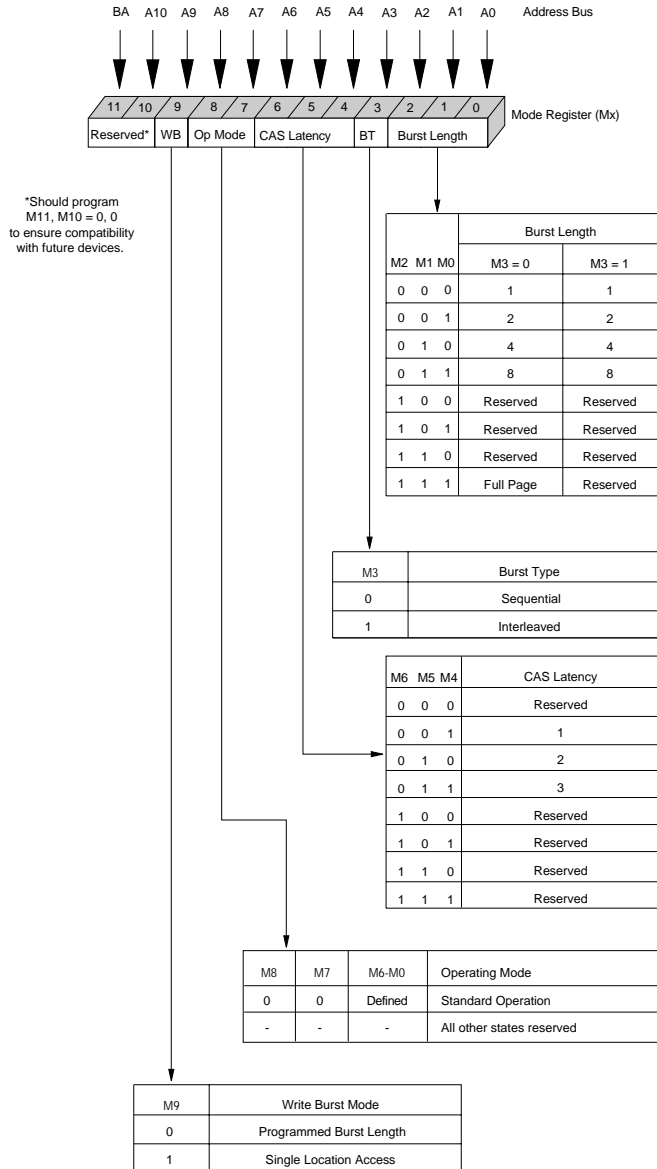 BA A10 A9 A8 A7 A6 A5 A4 A3 A2 A1 A0 Address Bus
11 10 9 8 7 6 5 4 3 2 1 0
Mode Register (Mx)
Reserved* WB Op Mode CAS Latency BT Burst Length
*Should program
M11, M10 = 0, 0
to ensure compatibility
with future devices.
Burst Length
M2 M1 M0 M3 = 0 M3 = 1
0 0 0 1 1
0 0 1 2 2
0 1 0 4 4
0 1 1 8 8
1 0 0 Reserved Reserved
1 0 1 Reserved Reserved
1 1 0 Reserved Reserved
1 1 1 Full Page Reserved
M3 Burst Type
0 Sequential
1 Interleaved
M6 M5 M4 CAS Latency
0 0 0 Reserved
0 0 1 1
0 1 0 2
0 1 1 3
1 0 0 Reserved
1 0 1 Reserved
1 1 0 Reserved
1 1 1 Reserved
M8 M7 M6-M0 Operating Mode
0 0 Defined Standard Operation
- - - All other states reserved
M9 Write Burst Mode
0 Programmed Burst Length
1 Single Location Access